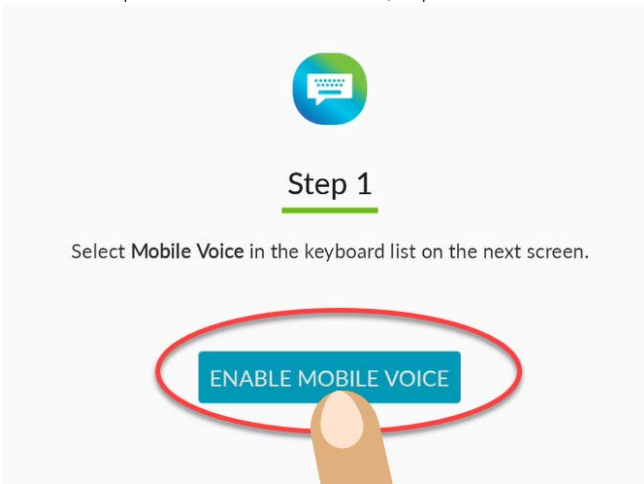 Step 1
Select Mobile Voice in the keyboard list on the next screen.
ENABLE MOBILE VOICE